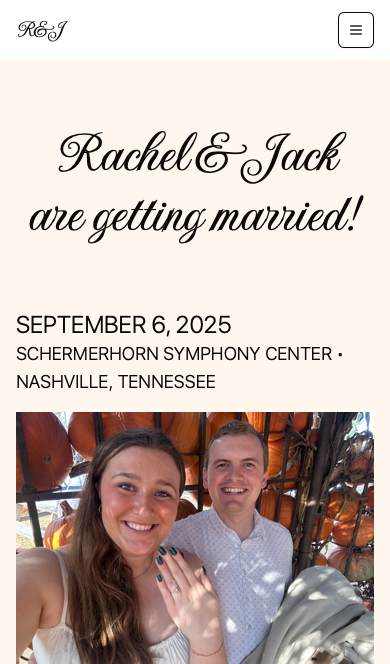 R&J
Rachel & Jack
are getting married!
SEPTEMBER 6, 2025
SCHERMERHORN SYMPHONY CENTER •
NASHVILLE, TENNESSEE